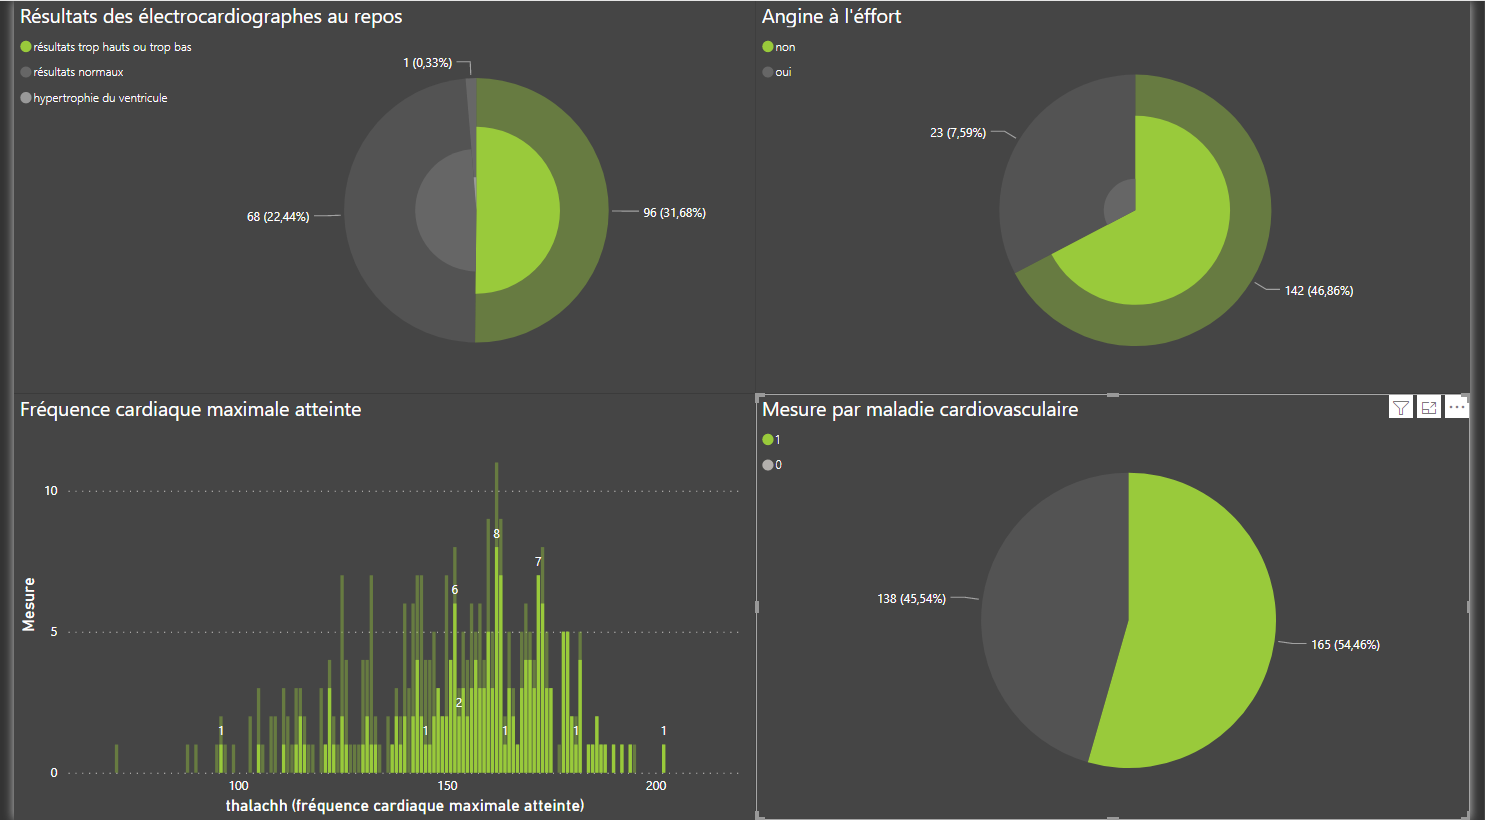 Résultats des électrocardiographes au repos
résultats trop hauts ou trop bas
résultats normaux
hypertrophie du ventricule
1 (0,33%)
68 (22,44%)
96 (31,68%)
Angine à l'éffort
non
oui
23 (7,59%)
142 (46,86%)
Fréquence cardiaque maximale atteinte
Mesure
10
5
0
1
6
2
1
8
1
7
1
1
100
150
200
thalachh (fréquence cardiaque maximale atteinte)
Mesure par maladie cardiovasculaire
1
0
138 (45,54%)
165 (54,46%)